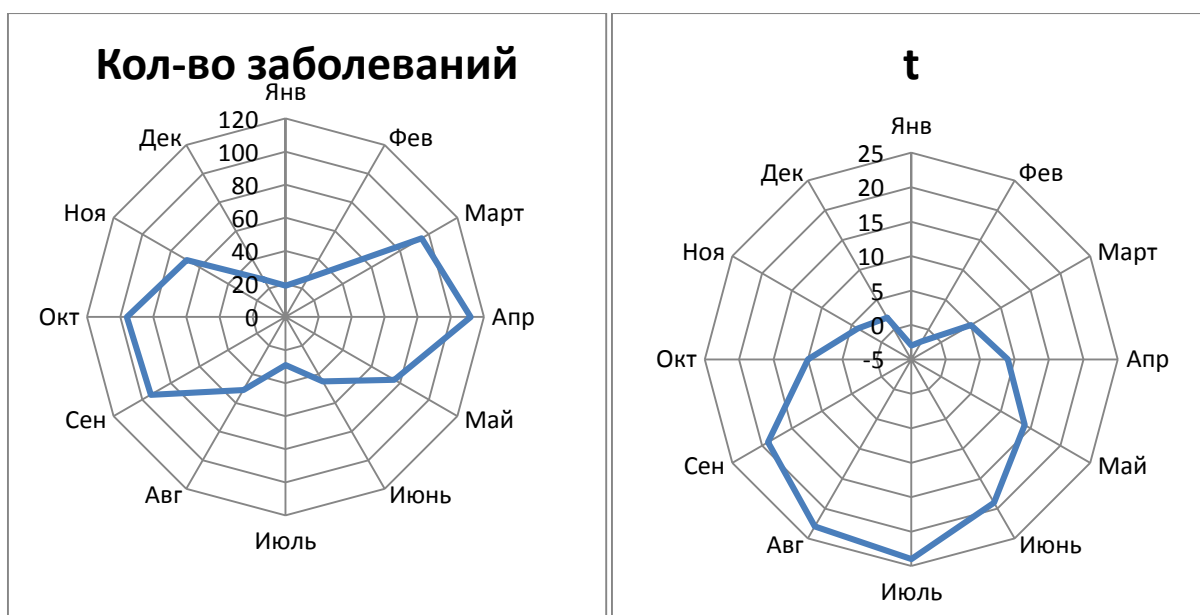 Кол-во заболеваний
Янв
Фев
Март
Апр
Май
Июнь
Июль
Авг
Сен
Окт
Ноя
Дек
120
100
80
60
40
20
0
t
Янв
Фев
Март
Апр
Май
Июнь
Июль
Авг
Сен
Окт
Ноя
Дек
25
20
15
10
5
0
-5